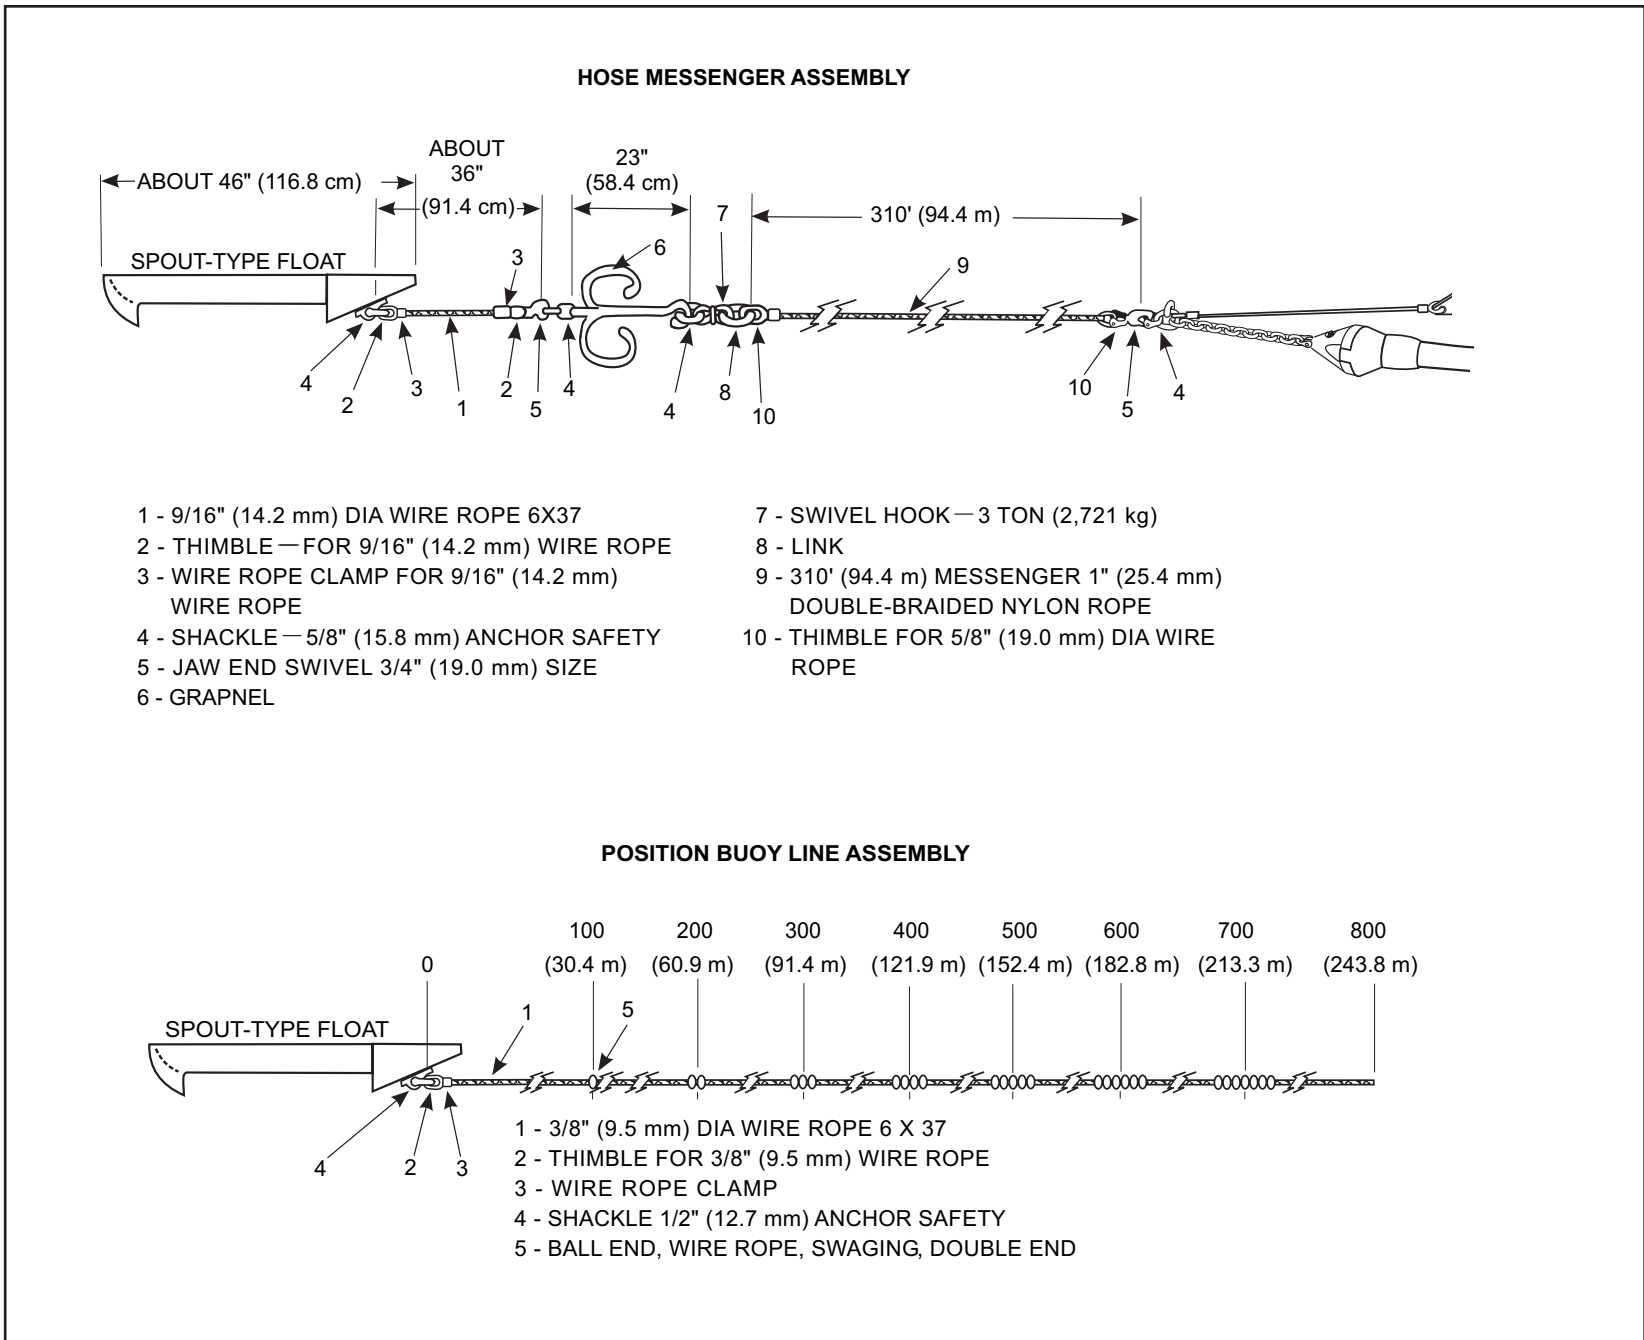 HOSE MESSENGER ASSEMBLY
ABOUT 46" (116.8 cm)
ABOUT
36"
(91.4 cm)
23"
(58.4 cm)
7
310' (94.4 m)
SPOUT-TYPE FLOAT
3
6
9
4
2
3
1
2
5
4
4
8
10
10
5
4
1 - 9/16" (14.2 mm) DIA WIRE ROPE 6X37
2 - THIMBLE — FOR 9/16" (14.2 mm) WIRE ROPE
3 - WIRE ROPE CLAMP FOR 9/16" (14.2 mm)
WIRE ROPE
4 - SHACKLE — 5/8" (15.8 mm) ANCHOR SAFETY
5 - JAW END SWIVEL 3/4" (19.0 mm) SIZE
6 - GRAPNEL
7 - SWIVEL HOOK — 3 TON (2,721 kg)
8 - LINK
9 - 310' (94.4 m) MESSENGER 1" (25.4 mm)
DOUBLE-BRAIDED NYLON ROPE
10 - THIMBLE FOR 5/8" (19.0 mm) DIA WIRE
ROPE
POSITION BUOY LINE ASSEMBLY
100 200 300 400 500 600 700 800
0 (30.4 m) (60.9 m) (91.4 m) (121.9 m) (152.4 m) (182.8 m) (213.3 m) (243.8 m)
SPOUT-TYPE FLOAT
1
5
4
2
3
1 - 3/8" (9.5 mm) DIA WIRE ROPE 6 X 37
2 - THIMBLE FOR 3/8" (9.5 mm) WIRE ROPE
3 - WIRE ROPE CLAMP
4 - SHACKLE 1/2" (12.7 mm) ANCHOR SAFETY
5 - BALL END, WIRE ROPE, SWAGING, DOUBLE END